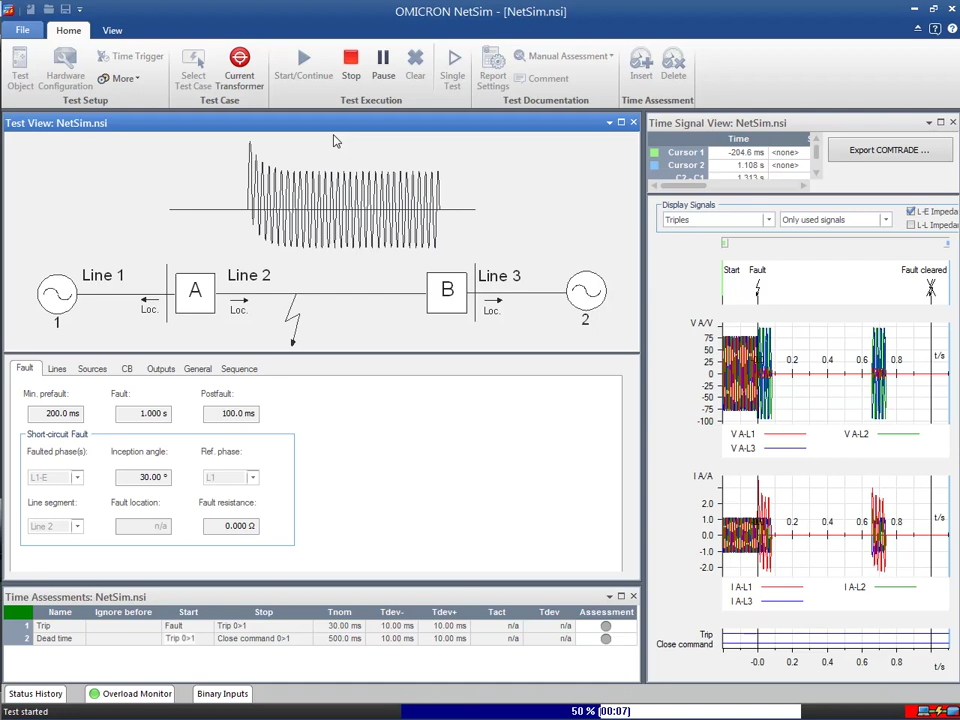 OMICRON NetSim - [NetSim.nsi]
File Home View
Test Object
Hardware Configuration
Time Trigger
More
Test Setup
Select Test Case
Current Transformer
Test Case
Start/Continue
Stop
Pause
Clear
Test Execution
Single Test
Report Settings
Manual Assessment
Comment
Test Documentation
Insert
Delete
Time Assessment
Test View: NetSim.nsi
Line 1 Line 2 Line 3
A B
Loc. Loc. Loc.
1 2
Fault Lines Sources CB Outputs General Sequence
Min. prefault: Fault: Postfault:
200.0 ms 1.000 s 100.0 ms
Short-circuit Fault
Faulted phase(s): Inception angle: Ref. phase:
L1-E 30.00 ° L1
Line segment: Fault location: Fault resistance:
Line 2 n/a 0.000 Ω
Time Assessments: NetSim.nsi
Name Ignore before Start Stop Tnom Tdev- Tdev+ Tact Tdev Assessment
1 Trip Fault Trip 0>1 30.00 ms 10.00 ms 10.00 ms n/a n/a
2 Dead time Trip 0>1 Close command 0>1 500.0 ms 10.00 ms 10.00 ms n/a n/a
Time Signal View: NetSim.nsi
Time
Cursor 1 -204.6 ms <none>
Cursor 2 1.108 s <none>
C2 - C1 1.313 s
Export COMTRADE ...
Display Signals
Triples Only used signals
L-E Impeda
L-L Impeda
Start Fault Fault cleared
V A/V
75
50
25
0
-25
-50
-75
-100
0.2 0.4 0.6 0.8 t/s
V A-L1 V A-L2
V A-L3
I A/A
2.0
1.0
0.0
-1.0
-2.0
0.2 0.4 0.6 0.8 t/s
I A-L1 I A-L2
I A-L3
Trip
Close command
-0.0 0.2 0.4 0.6 0.8 t/s
Status History Overload Monitor Binary Inputs
Test started 50 % (00:07)